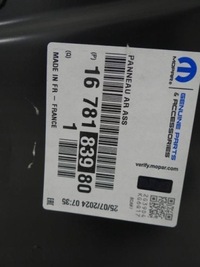 PANNEAU AR ASS
(P) 16 781 839 80
(Q) 1
MADE IN FR - FRANCE
25/07/2024 07:35
EAC
mopar
GENUINE PARTS
& ACCESSORIES
verify.mopar.com